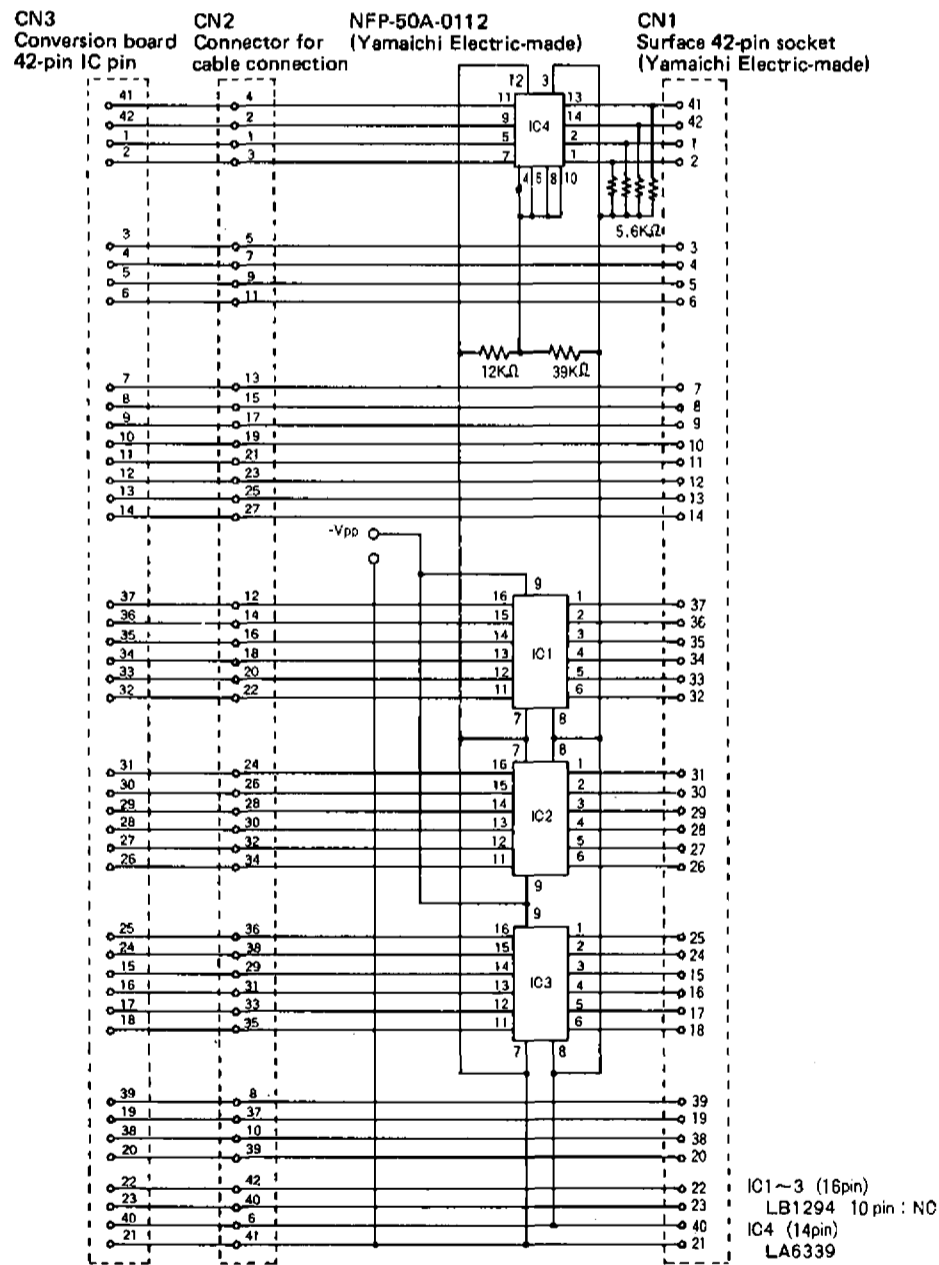 CN3 CN2 NFP-50A-0112 CN1
Conversion board Connector for (Yamaichi Electric-made) Surface 42-pin socket
42-pin IC pin cable connection (Yamaichi Electric-made)
12 3
41 4 11 13 41
42 2 9 IC4 14 42
1 1 5 2 1
2 3 7 1 2
4 6 8 10
5.6KΩ
3 5 3
4 7 4
5 9 5
6 11 6
12KΩ 39KΩ
7 13 7
8 15 8
9 17 9
10 19 10
11 21 11
12 23 12
13 25 13
14 27 14
-Vpp
9
37 12 16 1 37
36 14 15 2 36
35 16 14 3 35
34 18 13 IC1 4 34
33 20 12 5 33
32 22 11 6 32
7 8
7 8
31 24 16 1 31
30 26 15 2 30
29 28 14 3 29
28 30 13 IC2 4 28
27 32 12 5 27
26 34 11 6 26
9
9
25 36 16 1 25
24 38 15 2 24
15 29 14 3 15
16 31 13 IC3 4 16
17 33 12 5 17
18 35 11 6 18
7 8
39 8 39
19 37 19
38 10 38
20 39 20
22 42 22
23 40 23
40 6 40
21 41 21
IC1~3 (16pin)
LB1294 10 pin : NC
IC4 (14pin)
LA6339